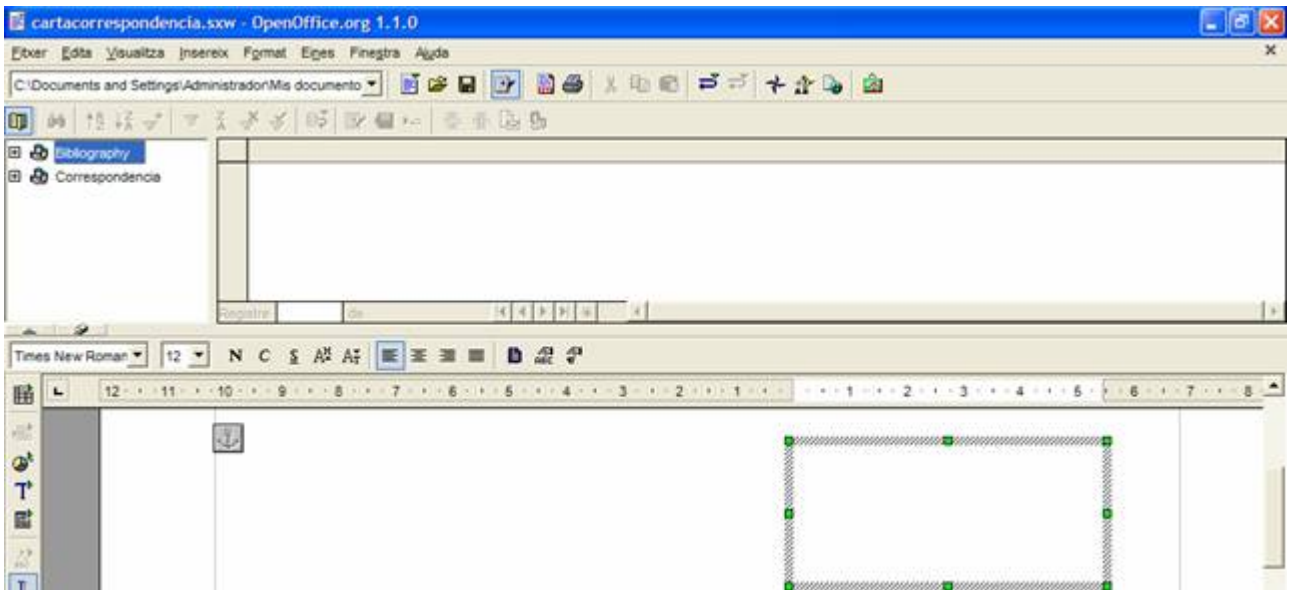 cartacorrespondencia.sxw - OpenOffice.org 1.1.0
Fitxer Edita Visualitza Insereix Format Eines Finestra Ajuda
C:\Documents and Settings\Administrador\Mis documento
Bibliography
Correspondencia
Registre de
Times New Roman 12 N C S
12 11 10 9 8 7 6 5 4 3 2 1 1 2 3 4 5 6 7 8